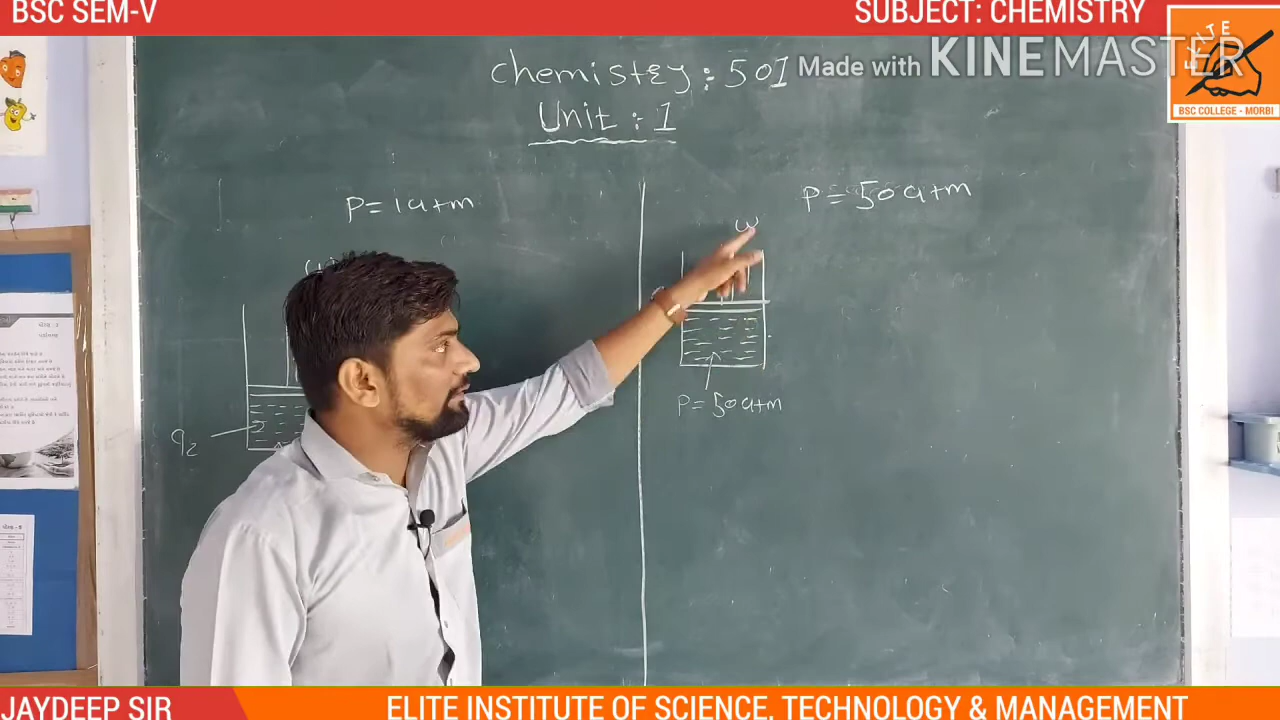 BSC SEM-V
SUBJECT: CHEMISTRY
ELITE
BSC COLLEGE - MORBI
Made with KINEMASTER
Chemistry : 501
Unit : 1
P = 1 atm
P = 50 atm
ω
q2
P = 50 atm
JAYDEEP SIR
ELITE INSTITUTE OF SCIENCE, TECHNOLOGY & MANAGEMENT